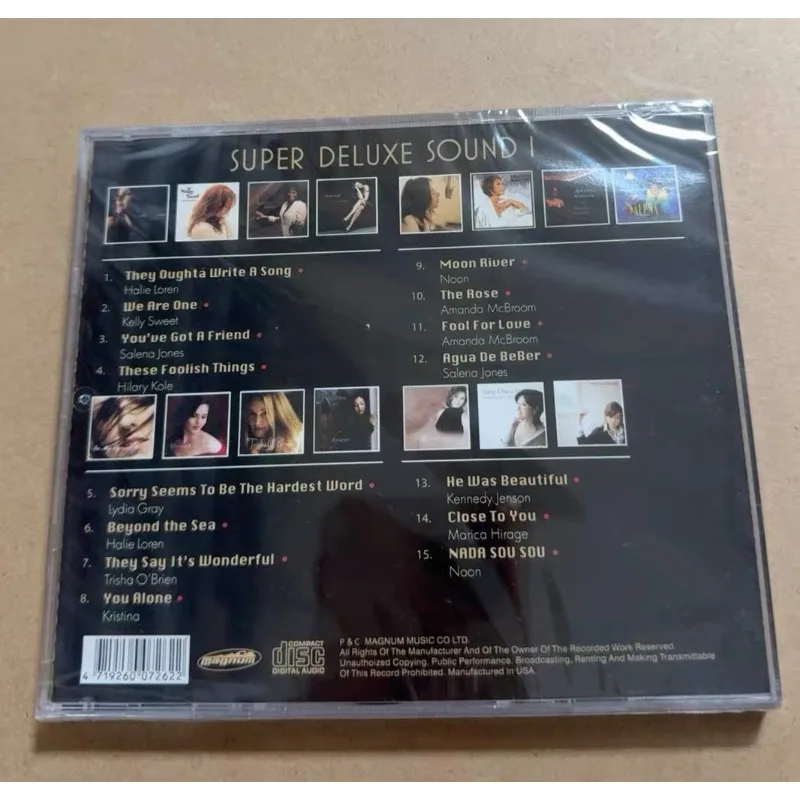 SUPER DELUXE SOUND I
1. They Oughta Write A Song
Halie Loren
2. We Are One
Kelly Sweet
3. You've Got A Friend
Salena Jones
4. These Foolish Things
Hilary Kole
9. Moon River
Noon
10. The Rose
Amanda McBroom
11. Fool For Love
Amanda McBroom
12. Agua De BeBer
Salena Jones
5. Sorry Seems To Be The Hardest Word
Lydia Gray
6. Beyond the Sea
Halie Loren
7. They Say It's Wonderful
Trisha O'Brien
8. You Alone
Kristina
13. He Was Beautiful
Kennedy Jenson
14. Close To You
Marica Hirage
15. NADA SOU SOU
Noon
4 719260 072622
magnum
COMPACT
disc
DIGITAL AUDIO
P & C MAGNUM MUSIC CO LTD.
All Rights Of The Manufacturer And Of The Owner Of The Recorded Work Reserved.
Unauthoized Copying. Public Performance. Broadcasting, Renting And Making Transmittable
Of This Record Prohibited. Manufactured In USA.